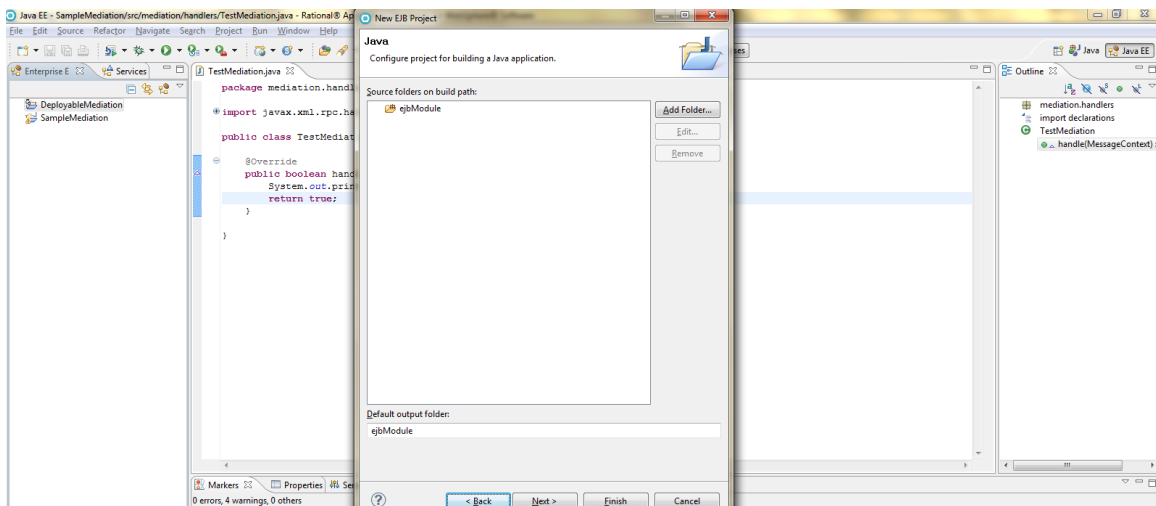 Java EE - SampleMediation/src/mediation/handlers/TestMediation.java - Rational® Ap
New EJB Project
File Edit Source Refactor Navigate Search Project Run Window Help
Java
Configure project for building a Java application.
Java
Java EE
Enterprise E
Services
TestMediation.java
Outline
package mediation.handl
Source folders on build path:
ejbModule
Add Folder...
Edit...
Remove
DeployableMediation
SampleMediation
import javax.xml.rpc.ha
public class TestMediat
@Override
public boolean hand
System.out.prin
return true;
}
}
mediation.handlers
import declarations
TestMediation
handle(MessageContext) :
Default output folder:
ejbModule
Markers
Properties
Se
0 errors, 4 warnings, 0 others
?
< Back
Next >
Finish
Cancel